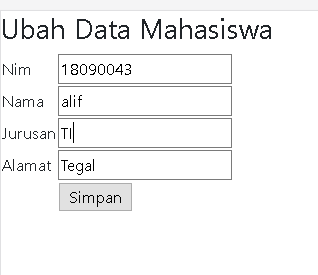 Ubah Data Mahasiswa
Nim 18090043
Nama alif
Jurusan TI
Alamat Tegal
Simpan